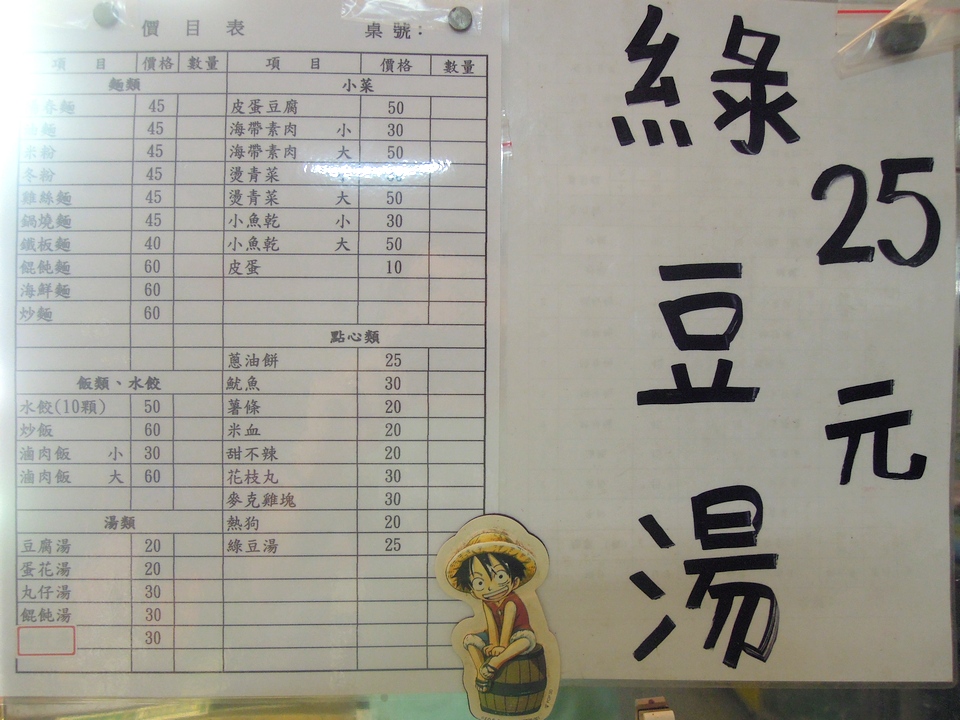 價目表 桌號：
項目 價格 數量 項目 價格 數量
麵類 小菜
麵 45 皮蛋豆腐 50
麵 45 海帶素肉 小 30
米粉 45 海帶素肉 大 50
冬粉 45 燙青菜
雞絲麵 45 燙青菜 大 50
鍋燒麵 45 小魚乾 小 30
鐵板麵 40 小魚乾 大 50
餛飩麵 60 皮蛋 10
海鮮麵 60
炒麵 60
點心類
蔥油餅 25
飯類、水餃 魷魚 30
水餃(10顆) 50 薯條 20
炒飯 60 米血 20
滷肉飯 小 30 甜不辣 20
滷肉飯 大 60 花枝丸 30
麥克雞塊 30
湯類 熱狗 20
豆腐湯 20 綠豆湯 25
蛋花湯 20
丸仔湯 30
餛飩湯 30
30
綠豆湯
25元